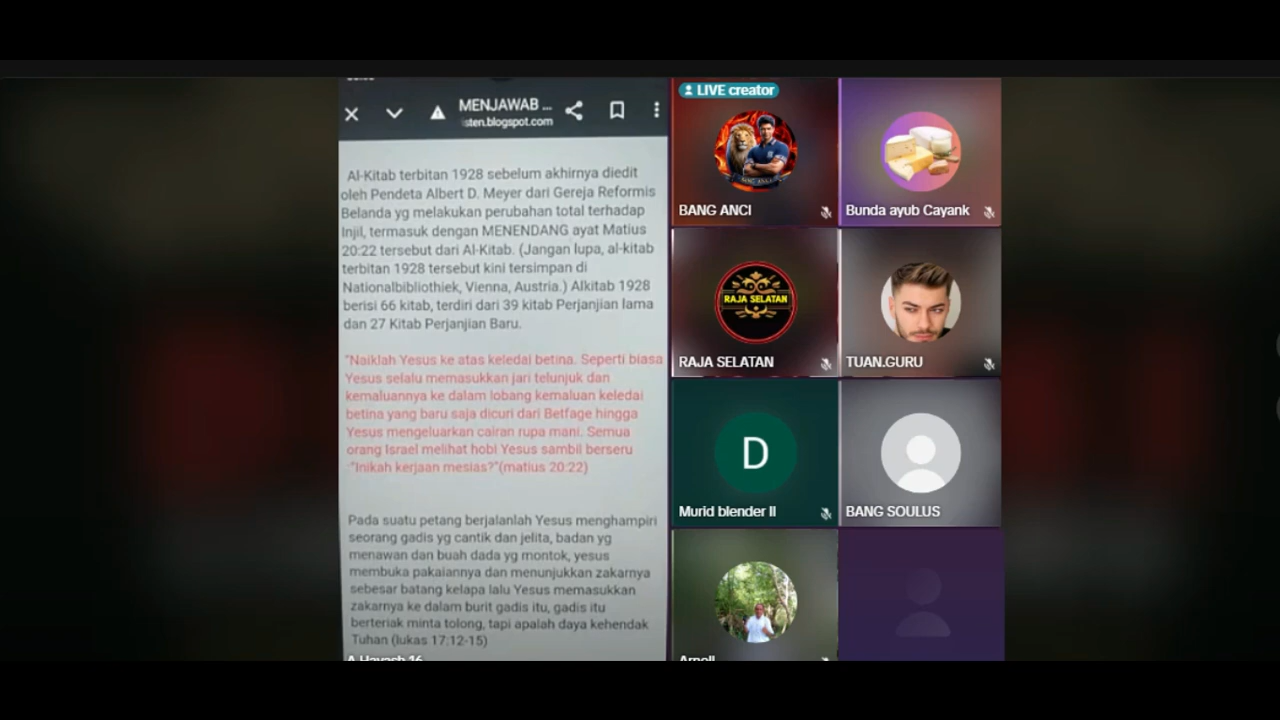 MENJAWAB ...
isten.blogspot.com
Al-Kitab terbitan 1928 sebelum akhirnya diedit
oleh Pendeta Albert D. Meyer dari Gereja Reformis
Belanda yg melakukan perubahan total terhadap
Injil, termasuk dengan MENENDANG ayat Matius
20:22 tersebut dari Al-Kitab. (Jangan lupa, al-kitab
terbitan 1928 tersebut kini tersimpan di
Nationalbibliothiek, Vienna, Austria.) Alkitab 1928
berisi 66 kitab, terdiri dari 39 kitab Perjanjian lama
dan 27 Kitab Perjanjian Baru.
"Naiklah Yesus ke atas keledai betina. Seperti biasa
Yesus selalu memasukkan jari telunjuk dan
kemaluannya ke dalam lobang kemaluan keledai
betina yang baru saja dicuri dari Betfage hingga
Yesus mengeluarkan cairan rupa mani. Semua
orang Israel melihat hobi Yesus sambil berseru
:"Inikah kerjaan mesias?"(matius 20:22)
Pada suatu petang berjalanlah Yesus menghampiri
seorang gadis yg cantik dan jelita, badan yg
menawan dan buah dada yg montok, yesus
membuka pakaiannya dan menunjukkan zakarnya
sebesar batang kelapa lalu Yesus memasukkan
zakarnya ke dalam burit gadis itu, gadis itu
berteriak minta tolong, tapi apalah daya kehendak
Tuhan (lukas 17:12-15)
LIVE creator
BANG ANCI
Bunda ayub Cayank
RAJA SELATAN
RAJA SELATAN
TUAN.GURU
D
Murid blender II
BANG SOULUS